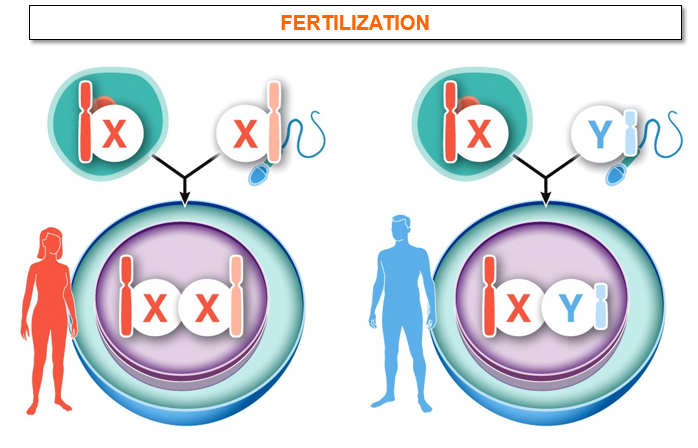 FERTILIZATION
X X X Y
X X X Y